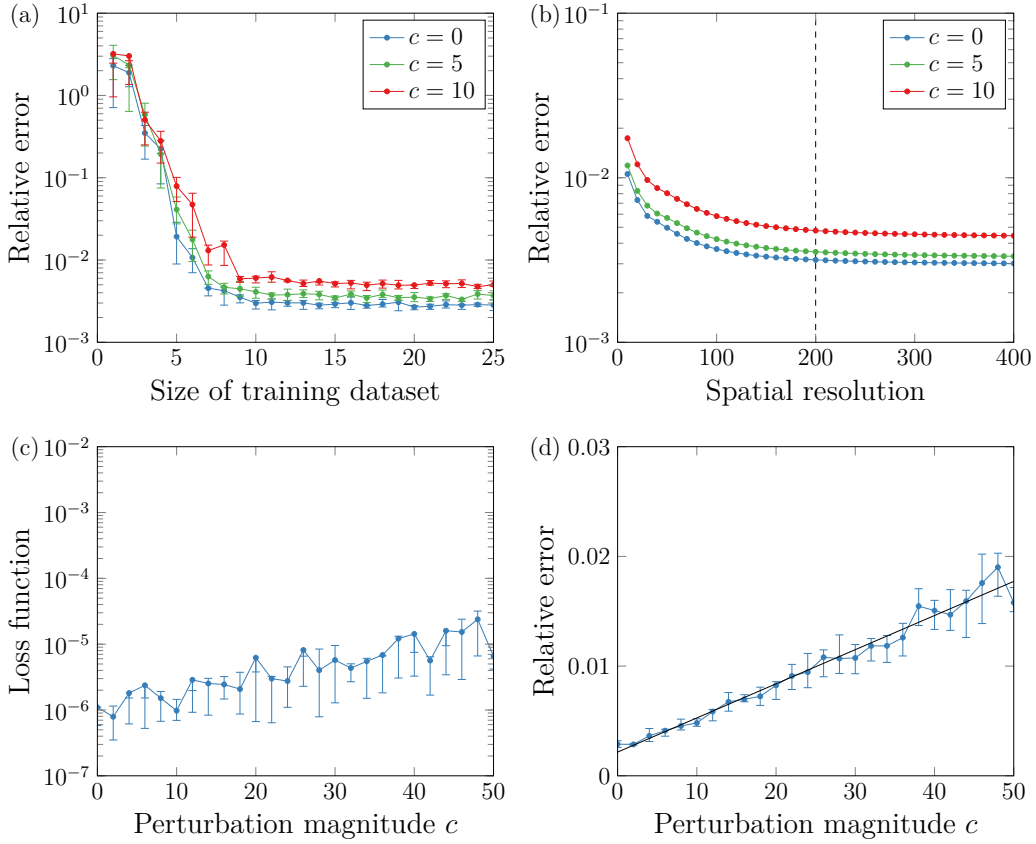 (a)
10¹
10⁰
10⁻¹
10⁻²
10⁻³
Relative error
c = 0
c = 5
c = 10
0 5 10 15 20 25
Size of training dataset
(b)
10⁻¹
10⁻²
10⁻³
Relative error
c = 0
c = 5
c = 10
0 100 200 300 400
Spatial resolution
(c)
10⁻²
10⁻³
10⁻⁴
10⁻⁵
10⁻⁶
10⁻⁷
Loss function
0 10 20 30 40 50
Perturbation magnitude c
(d)
0.03
0.02
0.01
0
Relative error
0 10 20 30 40 50
Perturbation magnitude c